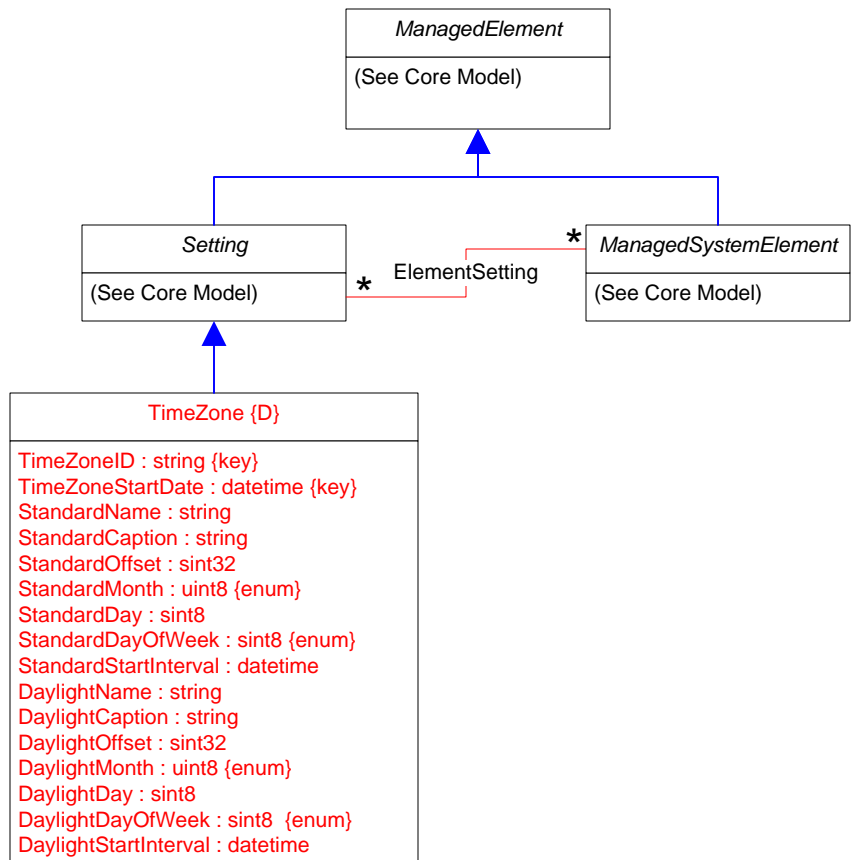 ManagedElement
(See Core Model)
Setting
(See Core Model)
*
ElementSetting
*
ManagedSystemElement
(See Core Model)
TimeZone {D}
TimeZoneID : string {key}
TimeZoneStartDate : datetime {key}
StandardName : string
StandardCaption : string
StandardOffset : sint32
StandardMonth : uint8 {enum}
StandardDay : sint8
StandardDayOfWeek : sint8 {enum}
StandardStartInterval : datetime
DaylightName : string
DaylightCaption : string
DaylightOffset : sint32
DaylightMonth : uint8 {enum}
DaylightDay : sint8
DaylightDayOfWeek : sint8 {enum}
DaylightStartInterval : datetime